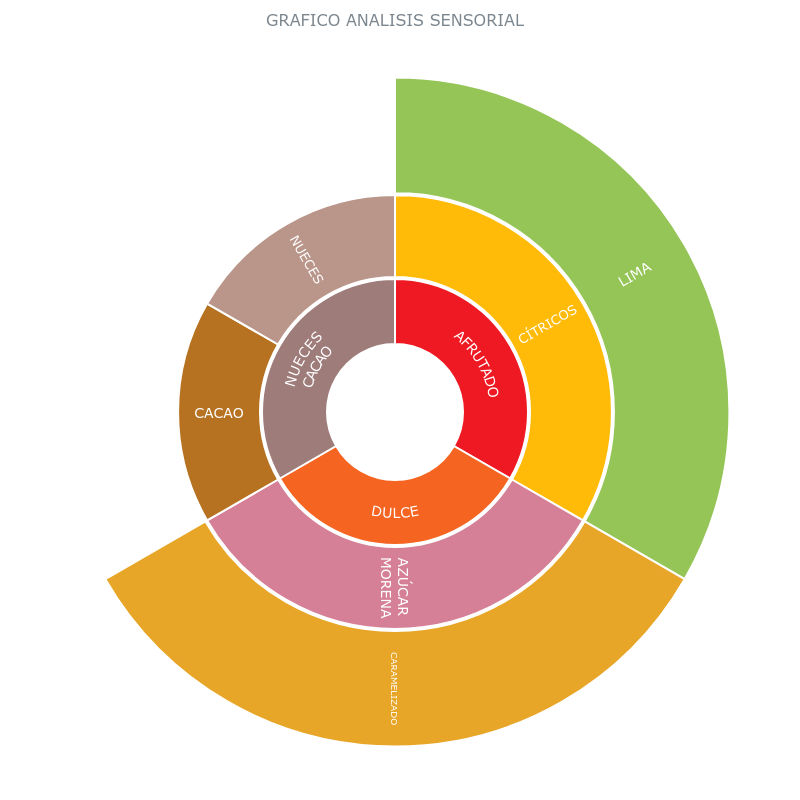 GRAFICO ANALISIS SENSORIAL
LIMA
NUECES
CÍTRICOS
AFRUTADO
NUECES
CACAO
CACAO
DULCE
AZÚCAR
MORENA
CARAMELIZADO